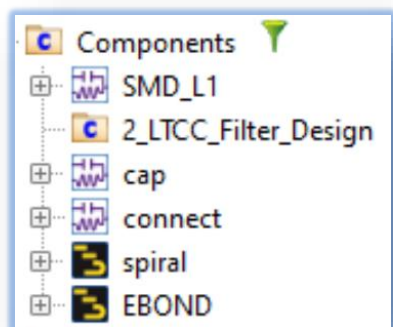 Components
SMD_L1
2_LTCC_Filter_Design
cap
connect
spiral
EBOND